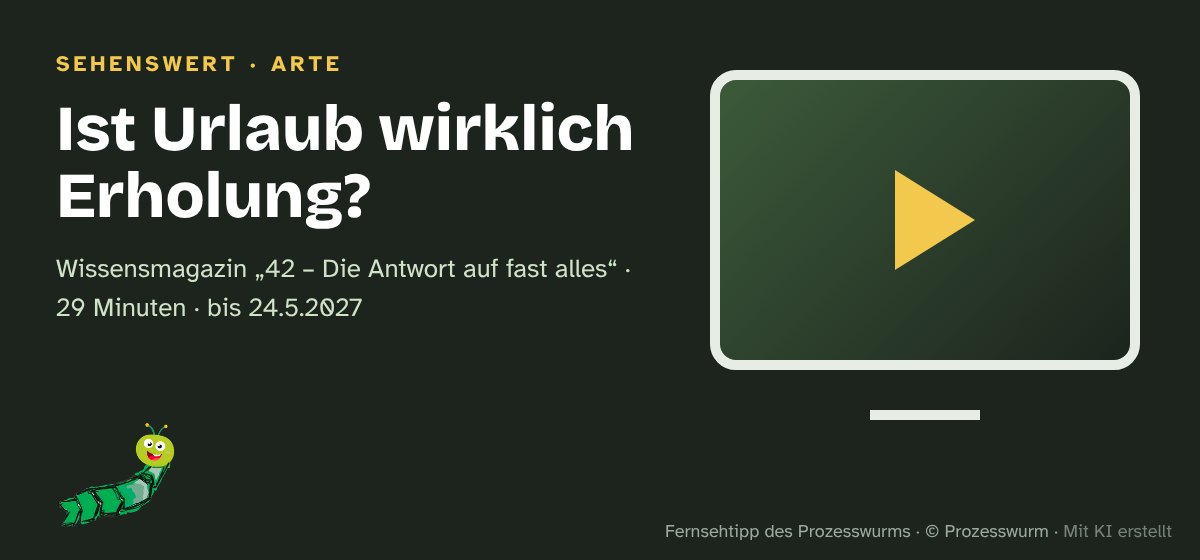 SEHENSWERT · ARTE
Ist Urlaub wirklich
Erholung?
Wissensmagazin „42 – Die Antwort auf fast alles“ ·
29 Minuten · bis 24.5.2027
Fernsehtipp des Prozesswurms · © Prozesswurm · Mit KI erstellt